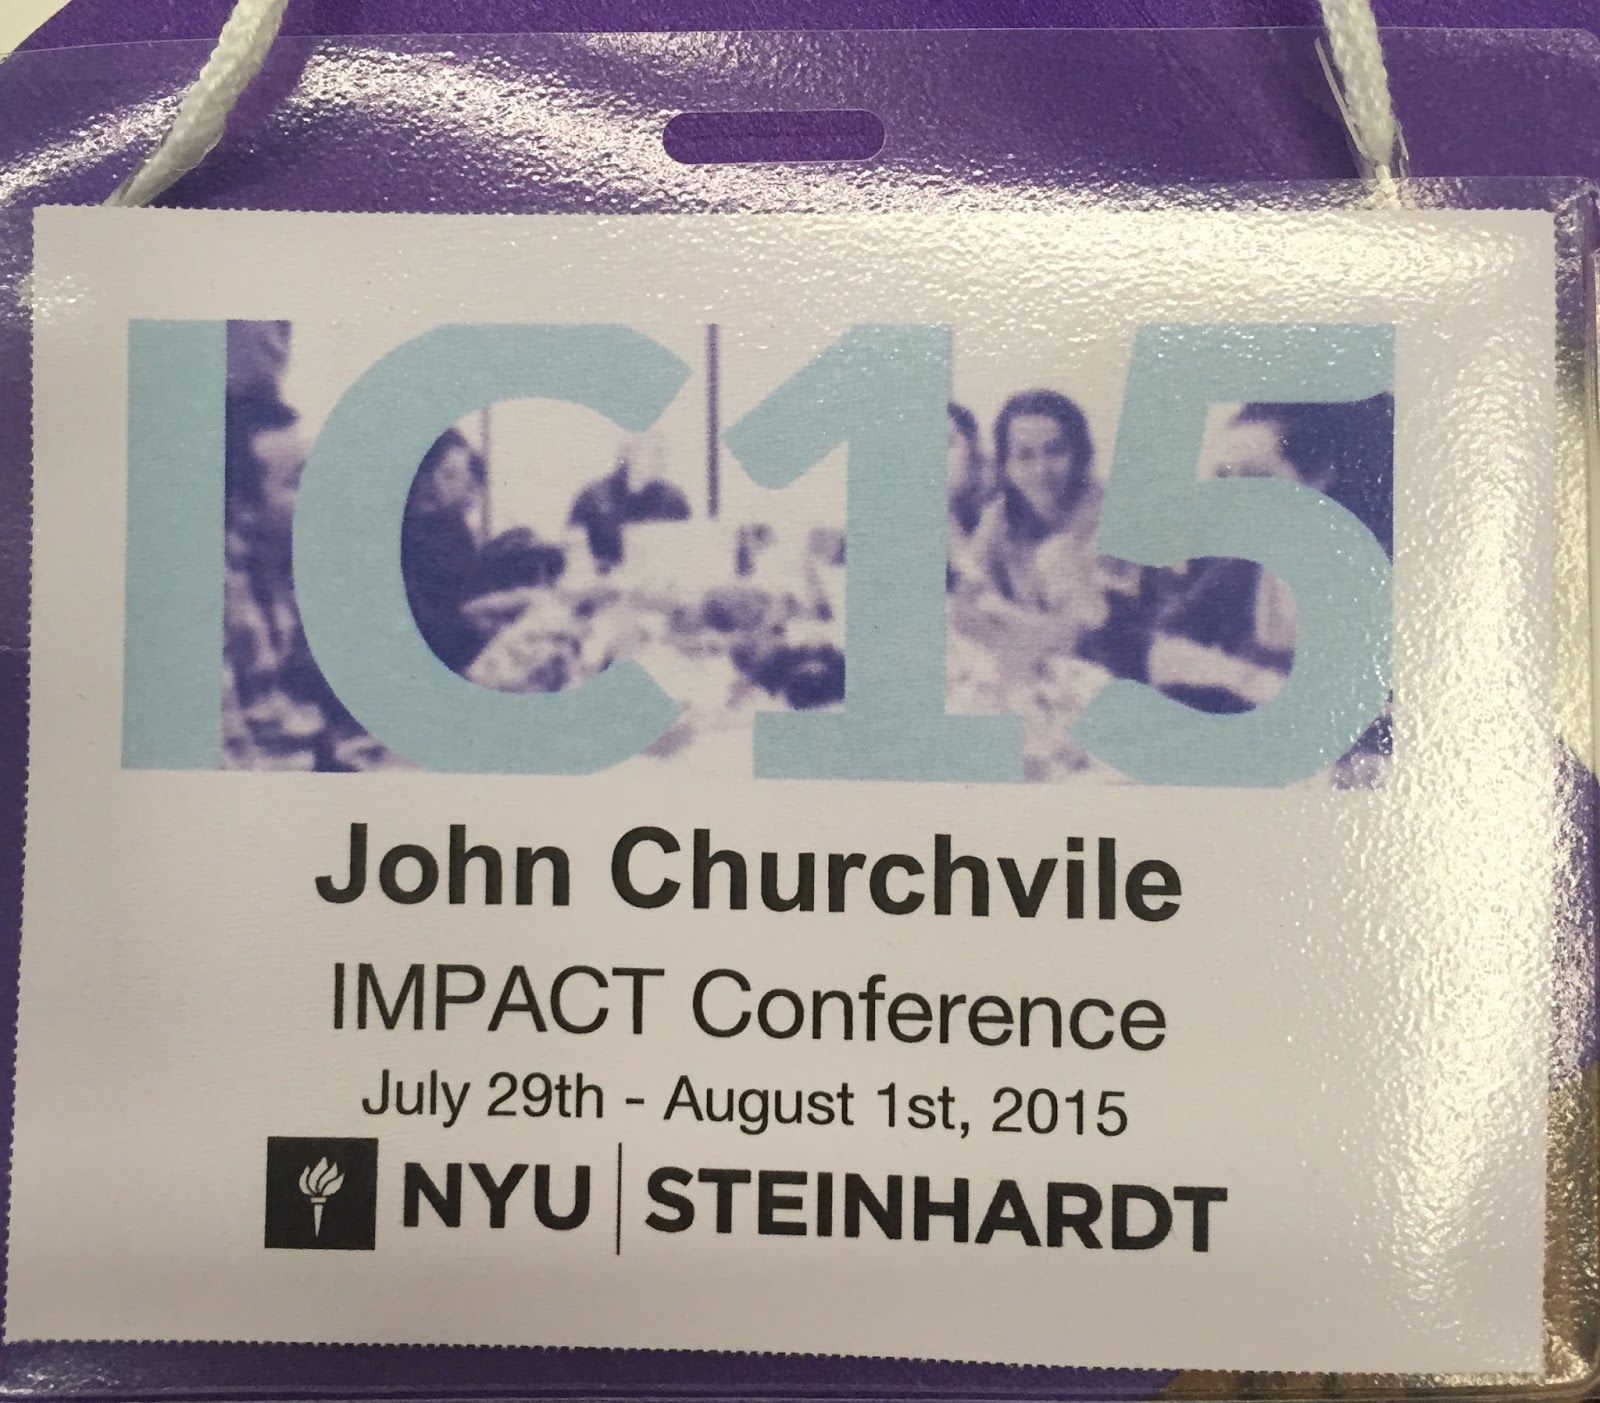 IC15
John Churchvile
IMPACT Conference
July 29th - August 1st, 2015
NYU | STEINHARDT